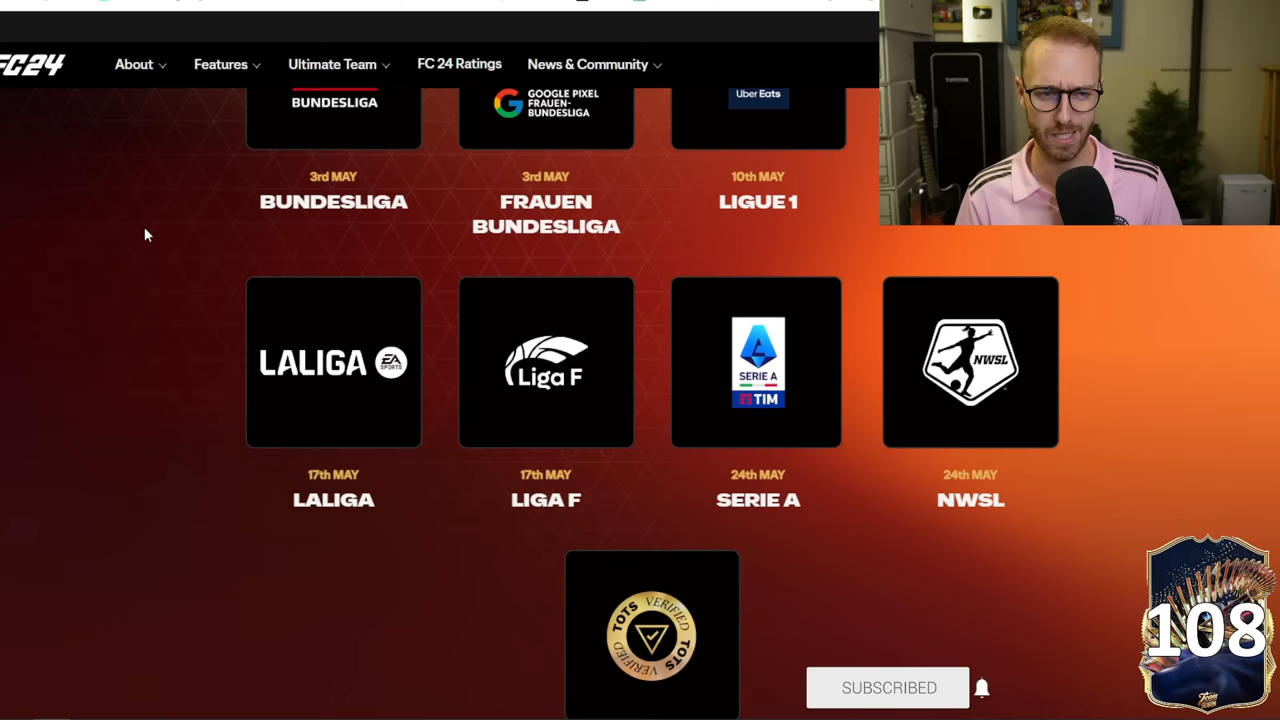 FC24
About
Features
Ultimate Team
FC 24 Ratings
News & Community
BUNDESLIGA
GOOGLE PIXEL
FRAUEN-
BUNDESLIGA
Uber Eats
3rd MAY
BUNDESLIGA
3rd MAY
FRAUEN
BUNDESLIGA
10th MAY
LIGUE 1
LALIGA
EA
SPORTS
Liga F
SERIE A
TIM
NWSL
17th MAY
LALIGA
17th MAY
LIGA F
24th MAY
SERIE A
24th MAY
NWSL
TOTS VERIFIED TOTS VERIFIED
SUBSCRIBED
108
Team